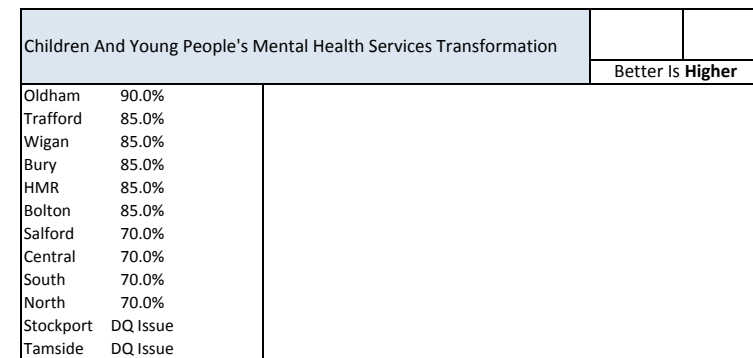 Children And Young People's Mental Health Services Transformation
Better Is Higher
Oldham 90.0%
Trafford 85.0%
Wigan 85.0%
Bury 85.0%
HMR 85.0%
Bolton 85.0%
Salford 70.0%
Central 70.0%
South 70.0%
North 70.0%
Stockport DQ Issue
Tamside DQ Issue